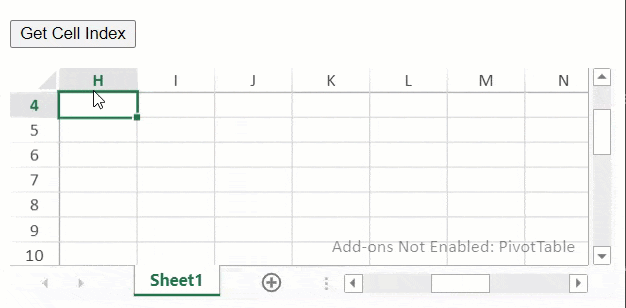 Get Cell Index
H I J K L M N
4
5
6
7
8
9
10
Add-ons Not Enabled: PivotTable
Sheet1